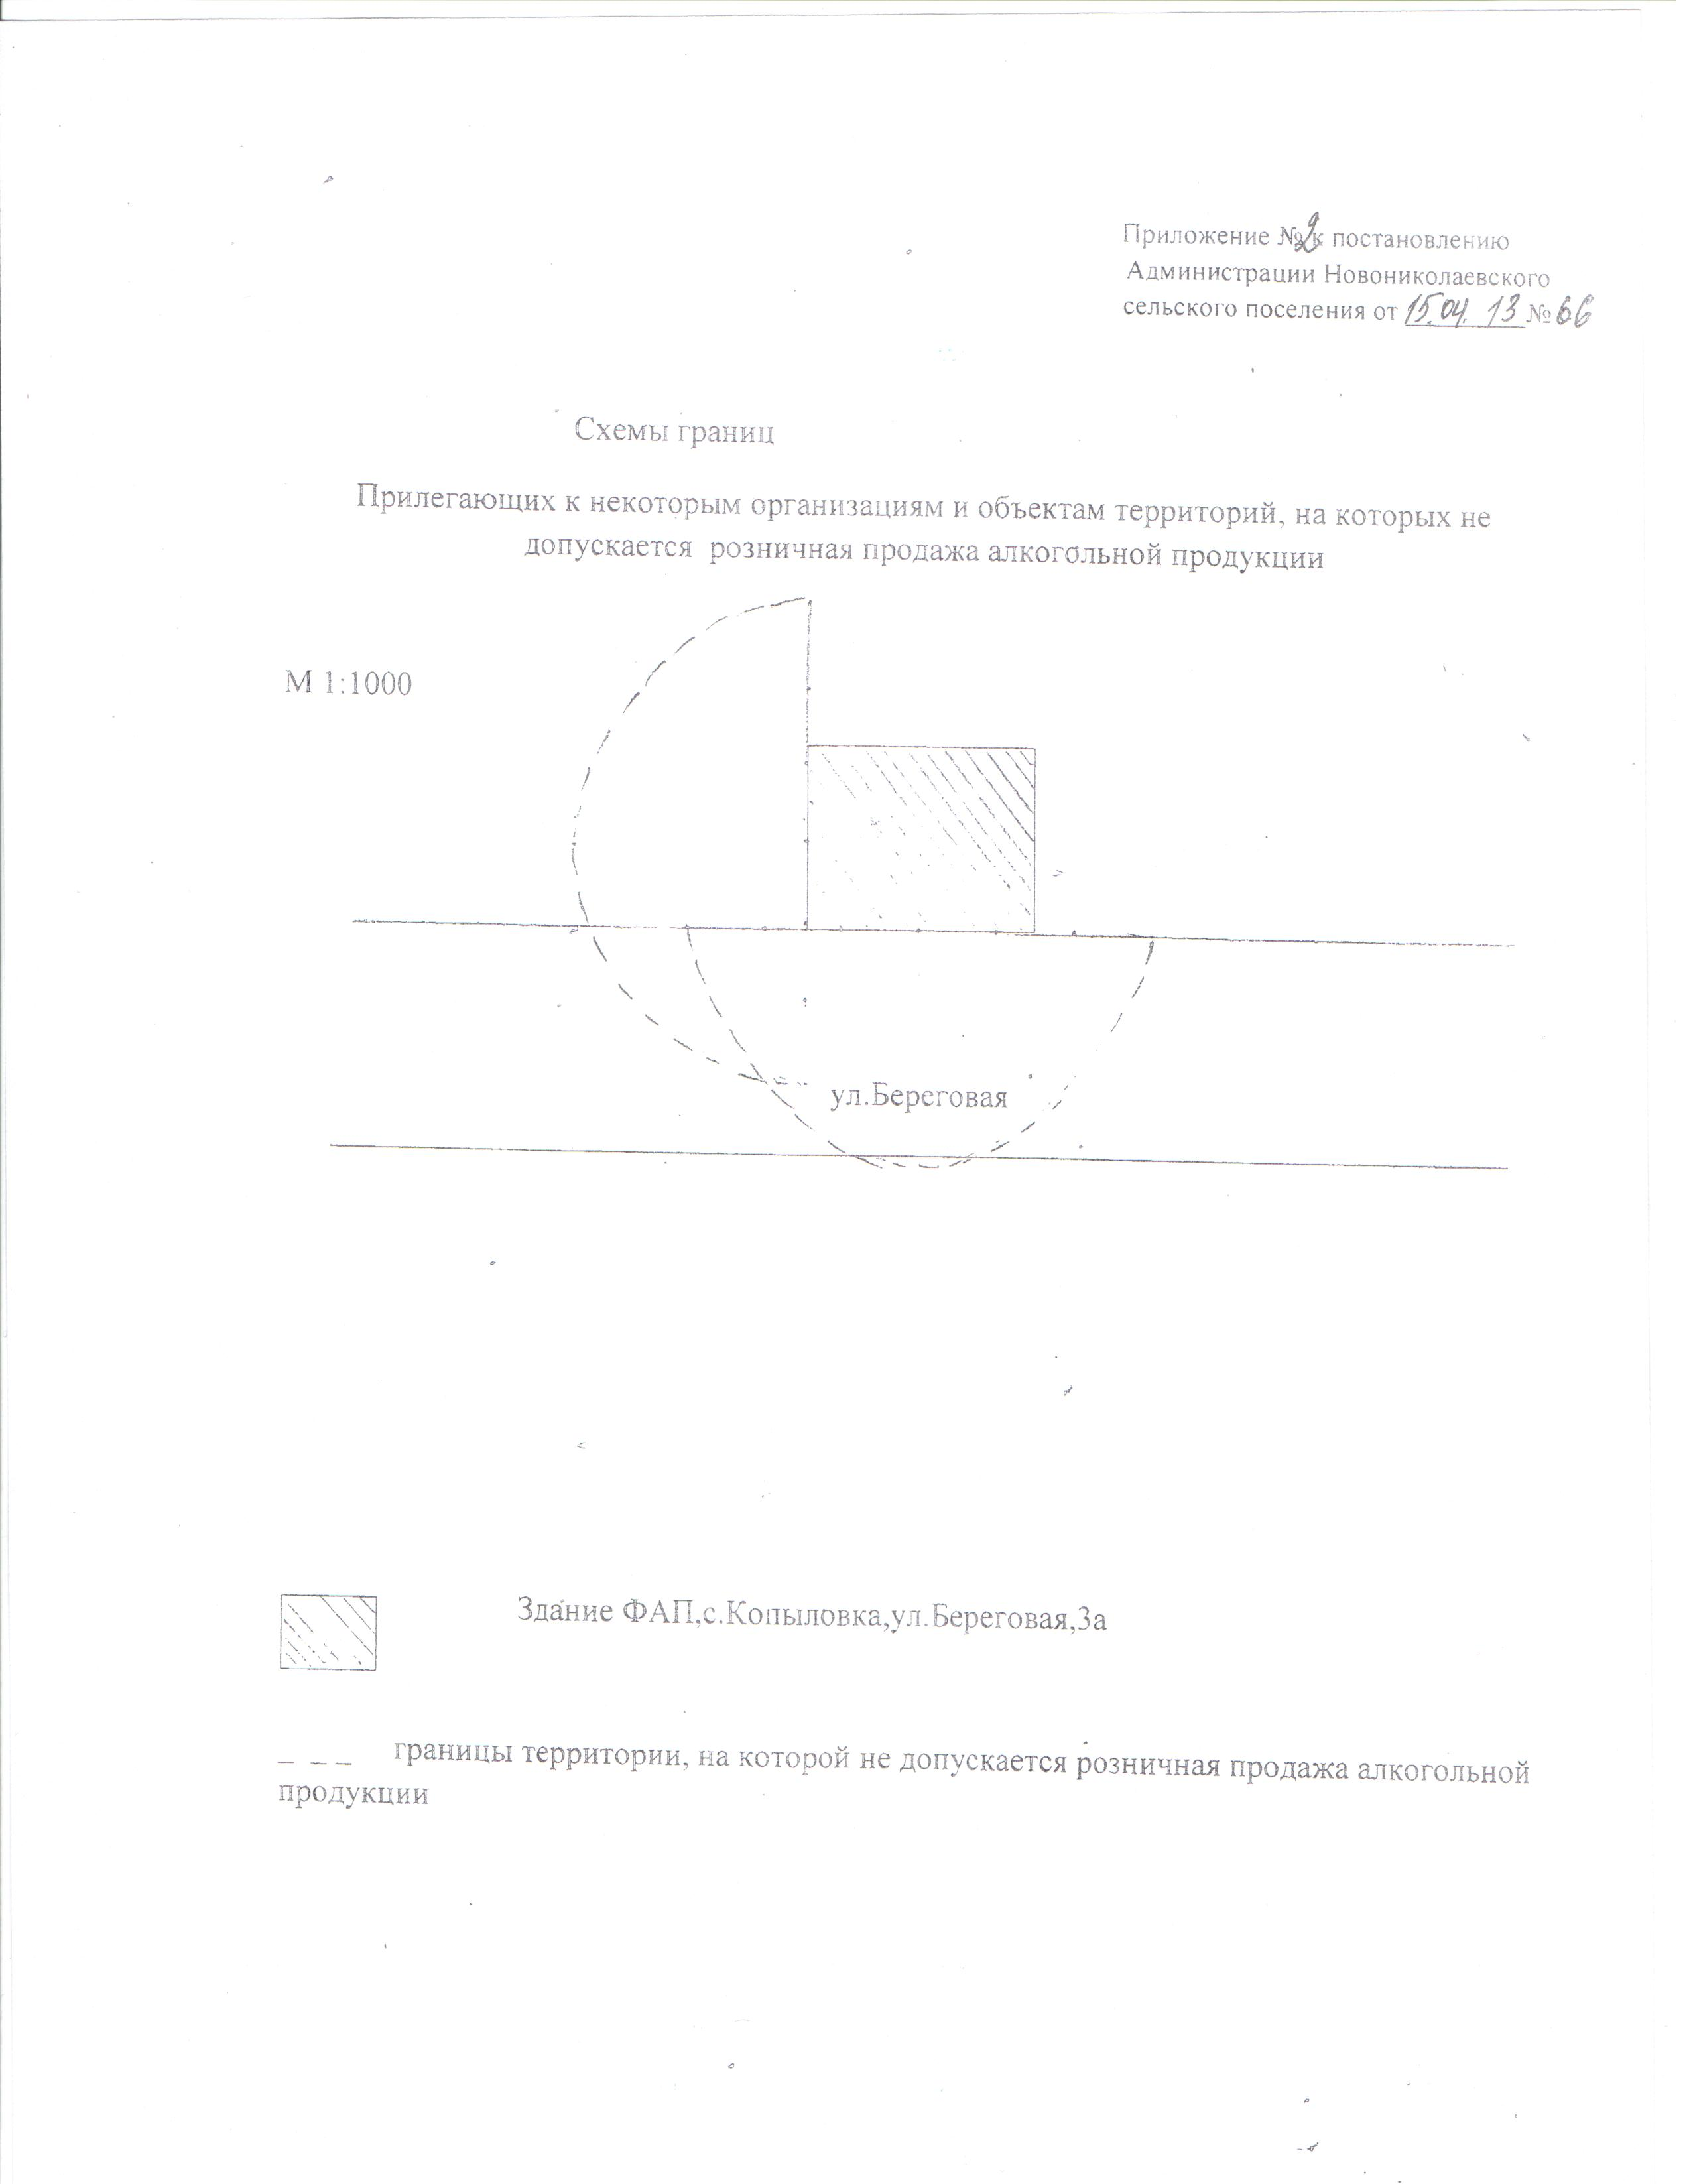 Приложение №2 к постановлению
Администрации Новониколаевского
сельского поселения от 15.04.13 № 66
Схемы границ
Прилегающих к некоторым организациям и объектам территорий, на которых не
допускается розничная продажа алкогольной продукции
М 1:1000
ул.Береговая
Здание ФАП,с.Копыловка,ул.Береговая,3а
_ _ _ границы территории, на которой не допускается розничная продажа алкогольной
продукции